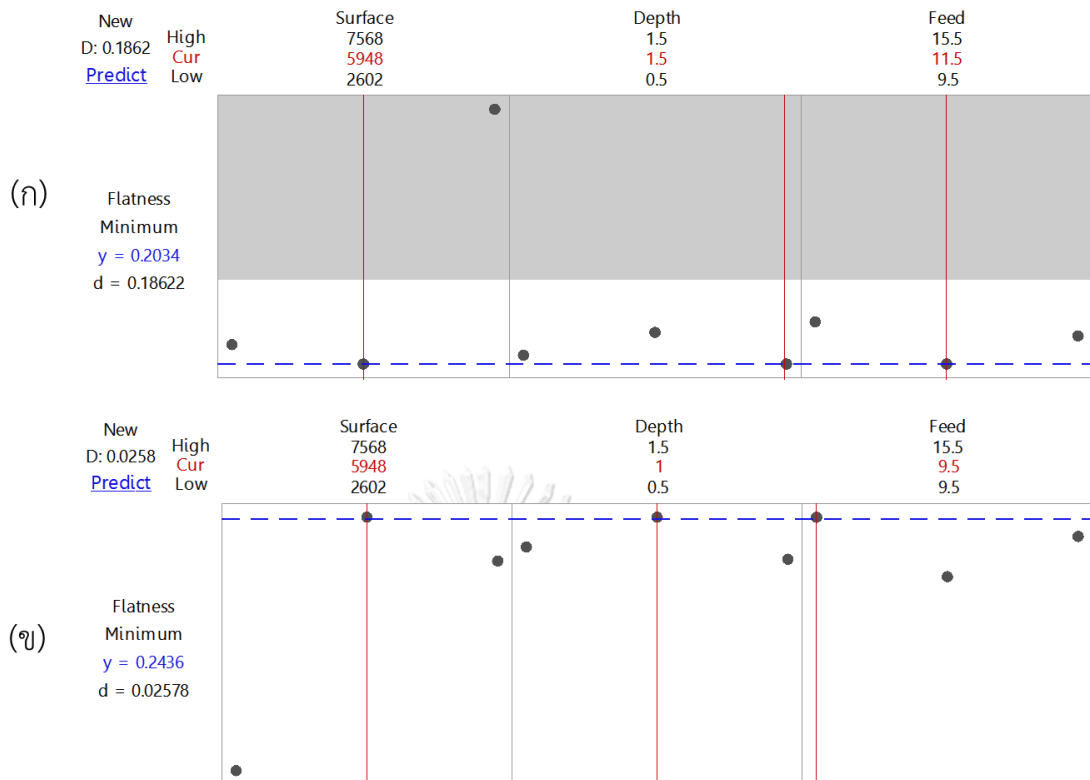 New
D: 0.1862
Predict
High
Cur
Low
Surface
7568
5948
2602
Depth
1.5
1.5
0.5
Feed
15.5
11.5
9.5
(ก)
Flatness
Minimum
y = 0.2034
d = 0.18622
New
D: 0.0258
Predict
High
Cur
Low
Surface
7568
5948
2602
Depth
1.5
1
0.5
Feed
15.5
9.5
9.5
(ข)
Flatness
Minimum
y = 0.2436
d = 0.02578